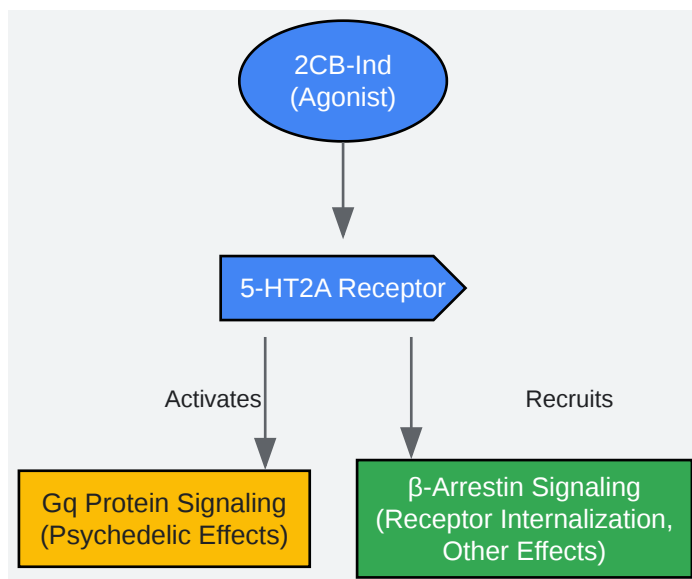 2CB-Ind
(Agonist)
5-HT2A Receptor
Activates
Recruits
Gq Protein Signaling
(Psychedelic Effects)
β-Arrestin Signaling
(Receptor Internalization,
Other Effects)